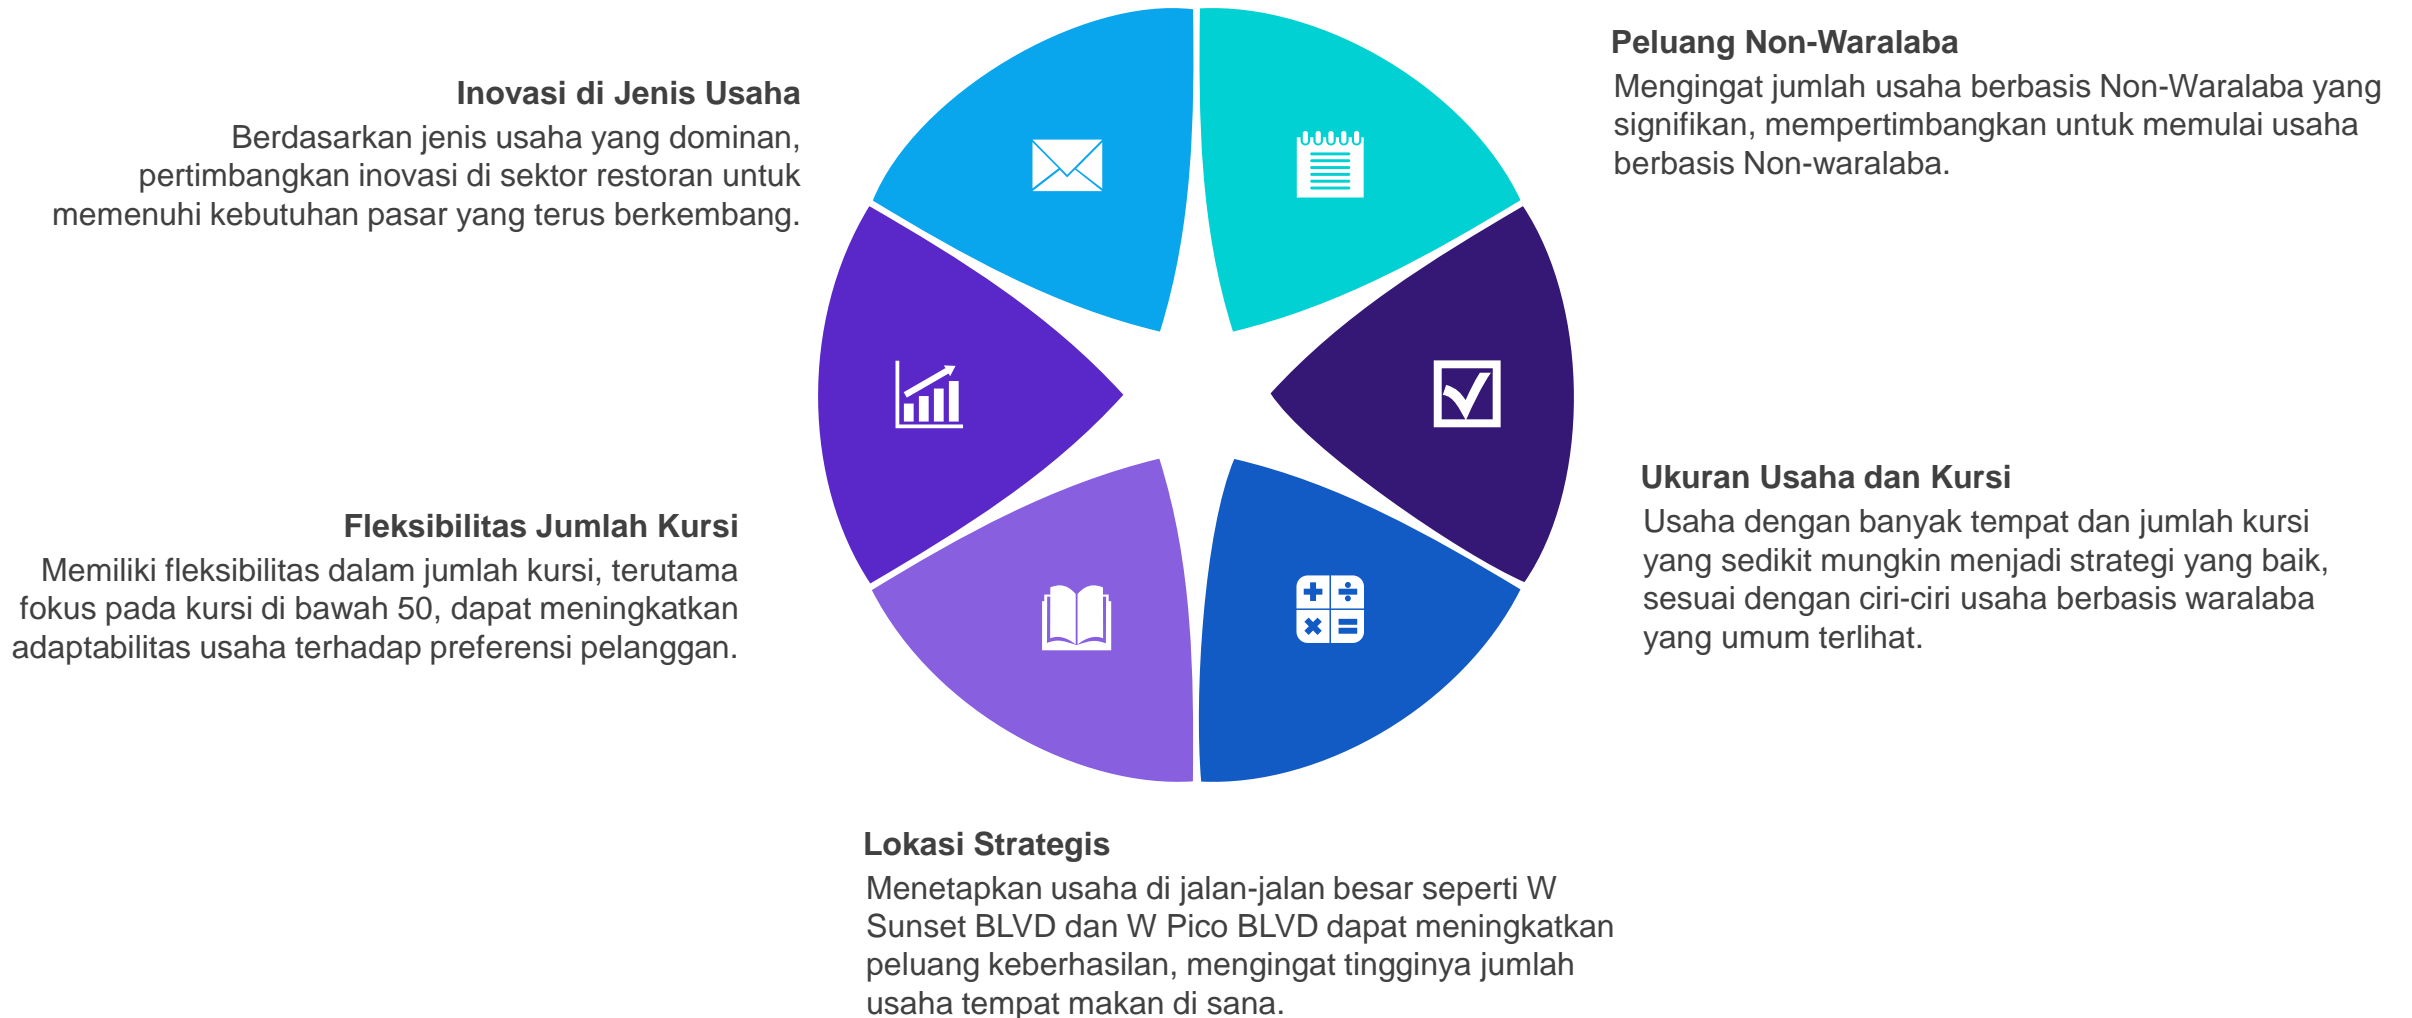 Inovasi di Jenis Usaha
Berdasarkan jenis usaha yang dominan,
pertimbangkan inovasi di sektor restoran untuk
memenuhi kebutuhan pasar yang terus berkembang.
Peluang Non-Waralaba
Mengingat jumlah usaha berbasis Non-Waralaba yang
signifikan, mempertimbangkan untuk memulai usaha
berbasis Non-waralaba.
Fleksibilitas Jumlah Kursi
Memiliki fleksibilitas dalam jumlah kursi, terutama
fokus pada kursi di bawah 50, dapat meningkatkan
adaptabilitas usaha terhadap preferensi pelanggan.
Ukuran Usaha dan Kursi
Usaha dengan banyak tempat dan jumlah kursi
yang sedikit mungkin menjadi strategi yang baik,
sesuai dengan ciri-ciri usaha berbasis waralaba
yang umum terlihat.
Lokasi Strategis
Menetapkan usaha di jalan-jalan besar seperti W
Sunset BLVD dan W Pico BLVD dapat meningkatkan
peluang keberhasilan, mengingat tingginya jumlah
usaha tempat makan di sana.